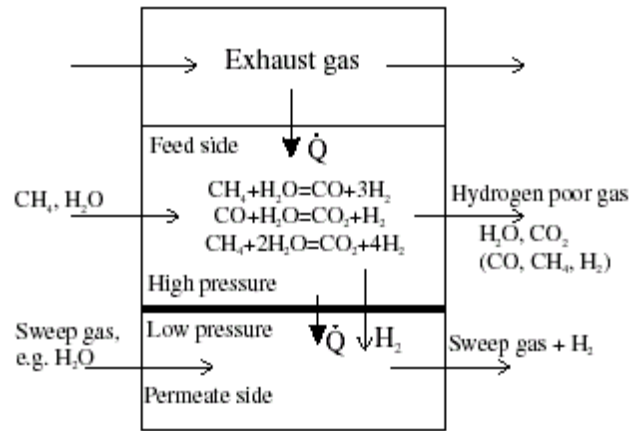 Exhaust gas
Feed side
Q̇
CH₄, H₂O
CH₄+H₂O=CO+3H₂
CO+H₂O=CO₂+H₂
CH₄+2H₂O=CO₂+4H₂
Hydrogen poor gas
H₂O, CO₂
(CO, CH₄, H₂)
High pressure
Sweep gas,
e.g. H₂O
Low pressure
Q̇
H₂
Sweep gas + H₂
Permeate side